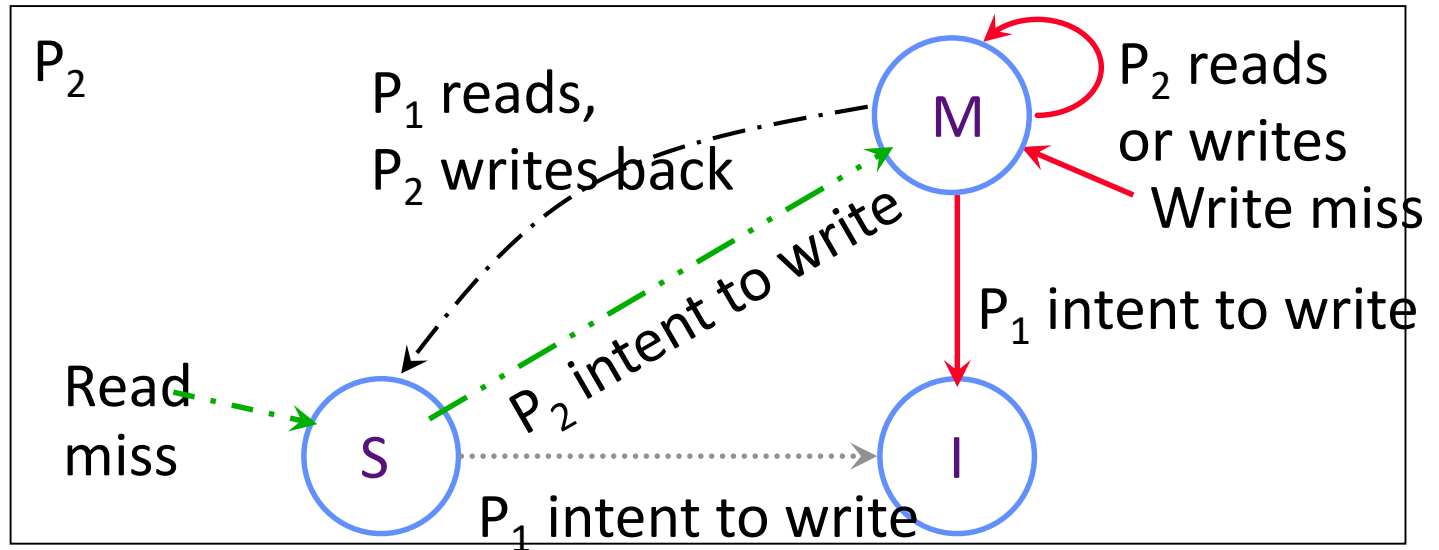 P₂
P₁ reads,
P₂ writes back
M
P₂ reads
or writes
Write miss
P₂ intent to write
P₁ intent to write
Read
miss
S
I
P₁ intent to write